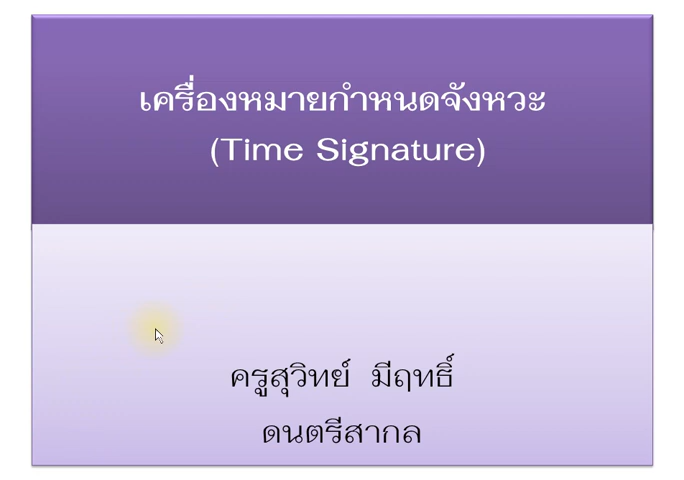 เครื่องหมายกำหนดจังหวะ
(Time Signature)
ครูสุวิทย์ มีฤทธิ์
ดนตรีสากล